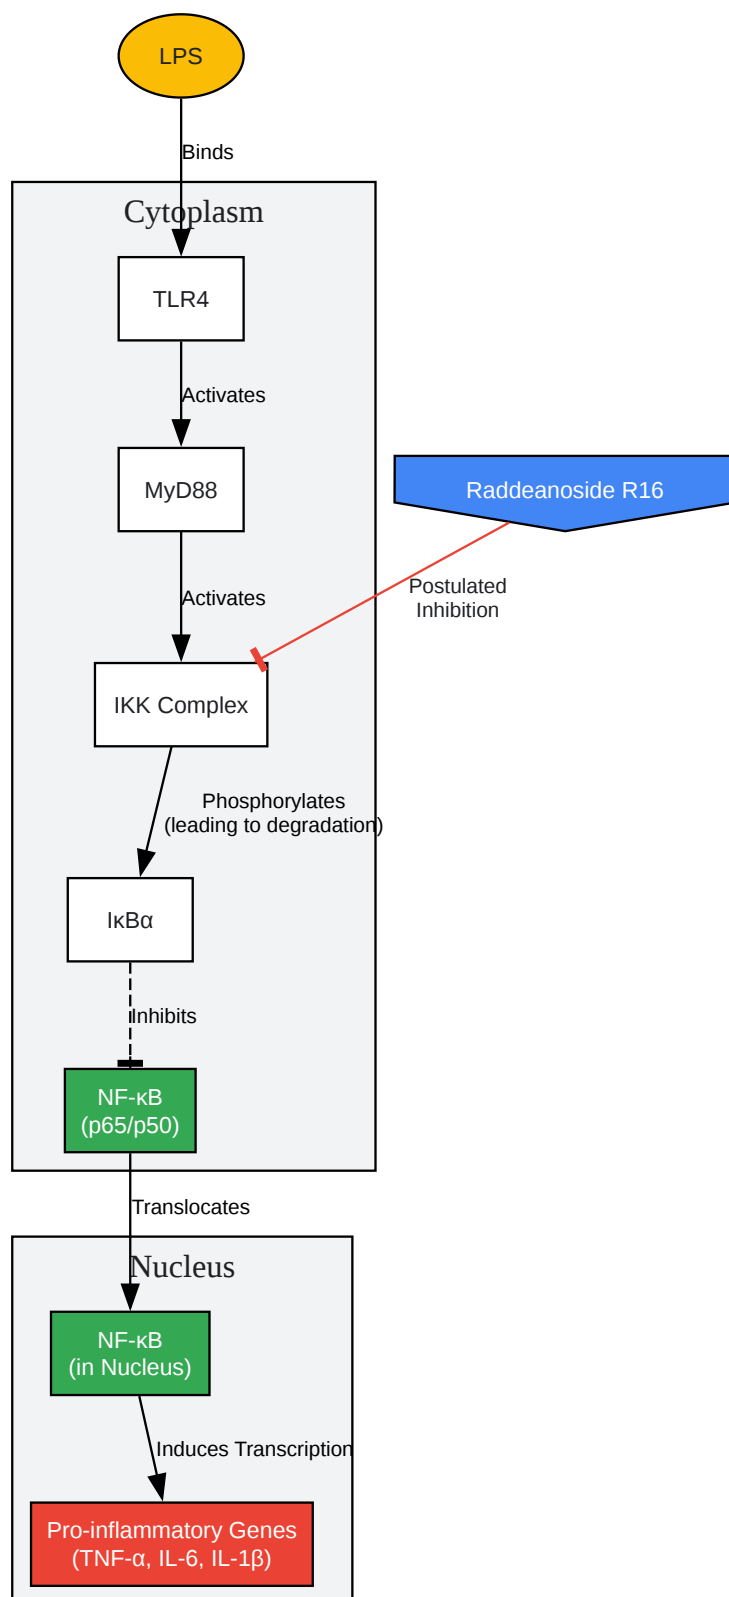 LPS
Binds
Cytoplasm
TLR4
Activates
MyD88
Raddeanoside R16
Activates
Postulated
Inhibition
IKK Complex
Phosphorylates
(leading to degradation)
IκBα
Inhibits
NF-κB
(p65/p50)
Translocates
Nucleus
NF-κB
(in Nucleus)
Induces Transcription
Pro-inflammatory Genes
(TNF-α, IL-6, IL-1β)